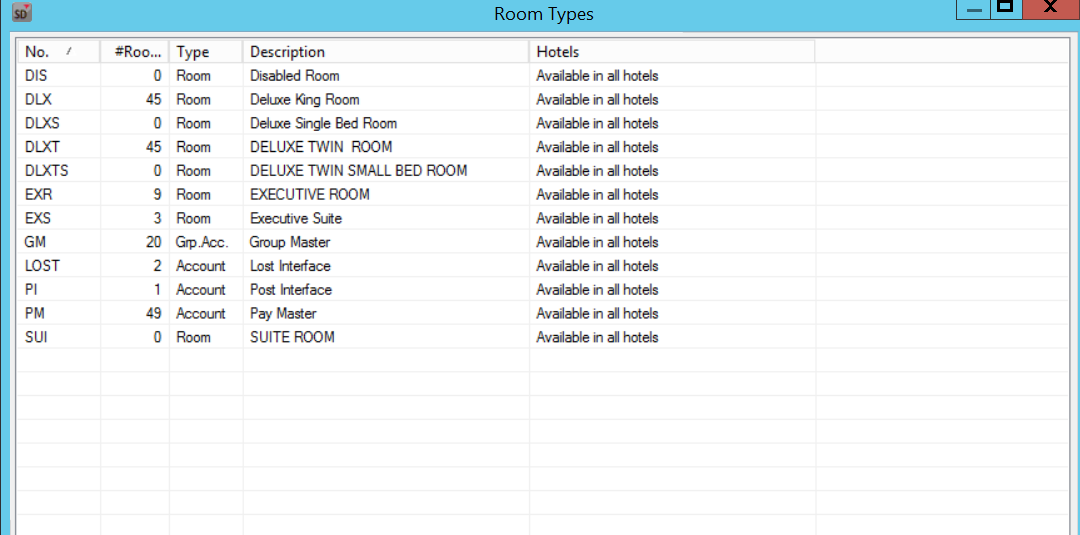 SD
Room Types
No. #Roo... Type Description Hotels
DIS 0 Room Disabled Room Available in all hotels
DLX 45 Room Deluxe King Room Available in all hotels
DLXS 0 Room Deluxe Single Bed Room Available in all hotels
DLXT 45 Room DELUXE TWIN  ROOM Available in all hotels
DLXTS 0 Room DELUXE TWIN SMALL BED ROOM Available in all hotels
EXR 9 Room EXECUTIVE ROOM Available in all hotels
EXS 3 Room Executive Suite Available in all hotels
GM 20 Grp.Acc. Group Master Available in all hotels
LOST 2 Account Lost Interface Available in all hotels
PI 1 Account Post Interface Available in all hotels
PM 49 Account Pay Master Available in all hotels
SUI 0 Room SUITE ROOM Available in all hotels